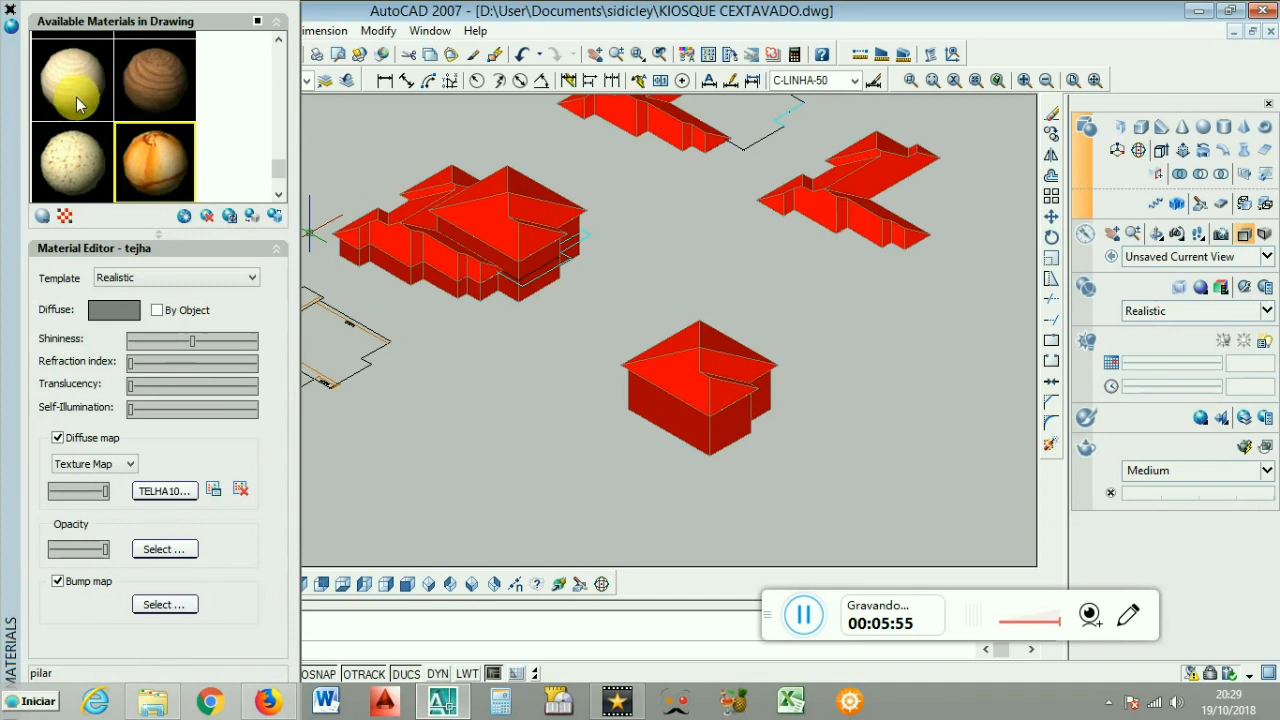 AutoCAD 2007 - [D:\User\Documents\sidicley\KIOSQUE CEXTAVADO.dwg]
Available Materials in Drawing
imension Modify Window Help
C-LINHA-50
Material Editor - tejha
Template Realistic
Diffuse: By Object
Shininess:
Refraction index:
Translucency:
Self-Illumination:
Diffuse map
Texture Map
TELHA10...
Opacity
Select ...
Bump map
Select ...
pilar
MATERIALS
Unsaved Current View
Realistic
Medium
Gravando...
00:05:55
OSNAP OTRACK DUCS DYN LWT
Iniciar
20:29
19/10/2018